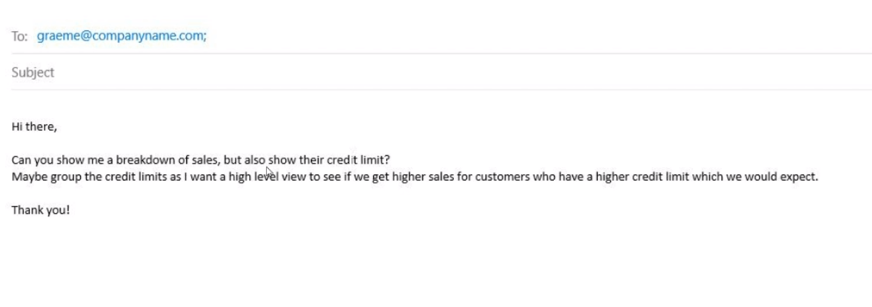 To: graeme@companyname.com;
Subject
Hi there,
Can you show me a breakdown of sales, but also show their credit limit?
Maybe group the credit limits as I want a high level view to see if we get higher sales for customers who have a higher credit limit which we would expect.
Thank you!